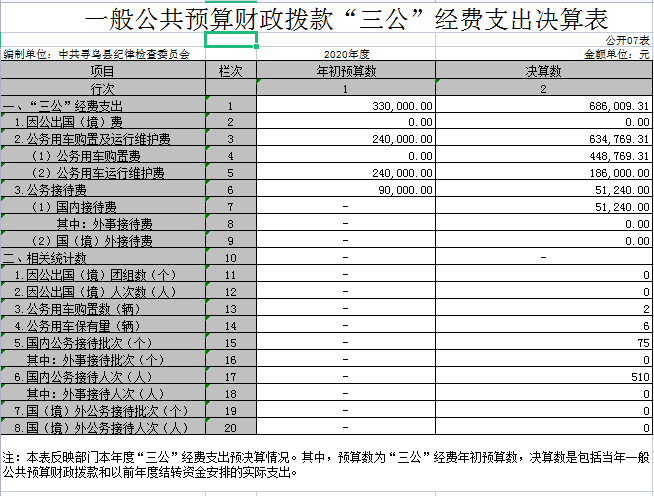 一般公共预算财政拨款“三公”经费支出决算表
公开07表
编制单位：中共寻乌县纪律检查委员会 2020年度 金额单位：元
项目 栏次 年初预算数 决算数
行次 1 2
一、“三公”经费支出 1 330,000.00 686,009.31
1.因公出国（境）费 2 0.00 0.00
2.公务用车购置及运行维护费 3 240,000.00 634,769.31
（1）公务用车购置费 4 0.00 448,769.31
（2）公务用车运行维护费 5 240,000.00 186,000.00
3.公务接待费 6 90,000.00 51,240.00
（1）国内接待费 7 - 51,240.00
其中：外事接待费 8 - 0.00
（2）国（境）外接待费 9 - 0.00
二、相关统计数 10 - -
1.因公出国（境）团组数（个） 11 - 0
2.因公出国（境）人次数（人） 12 - 0
3.公务用车购置数（辆） 13 - 2
4.公务用车保有量（辆） 14 - 6
5.国内公务接待批次（个） 15 - 75
其中：外事接待批次（个） 16 - 0
6.国内公务接待人次（人） 17 - 510
其中：外事接待人次（人） 18 - 0
7.国（境）外公务接待批次（个） 19 - 0
8.国（境）外公务接待人次（人） 20 - 0
注：本表反映部门本年度“三公”经费支出预决算情况。其中，预算数为“三公”经费年初预算数，决算数是包括当年一般
公共预算财政拨款和以前年度结转资金安排的实际支出。